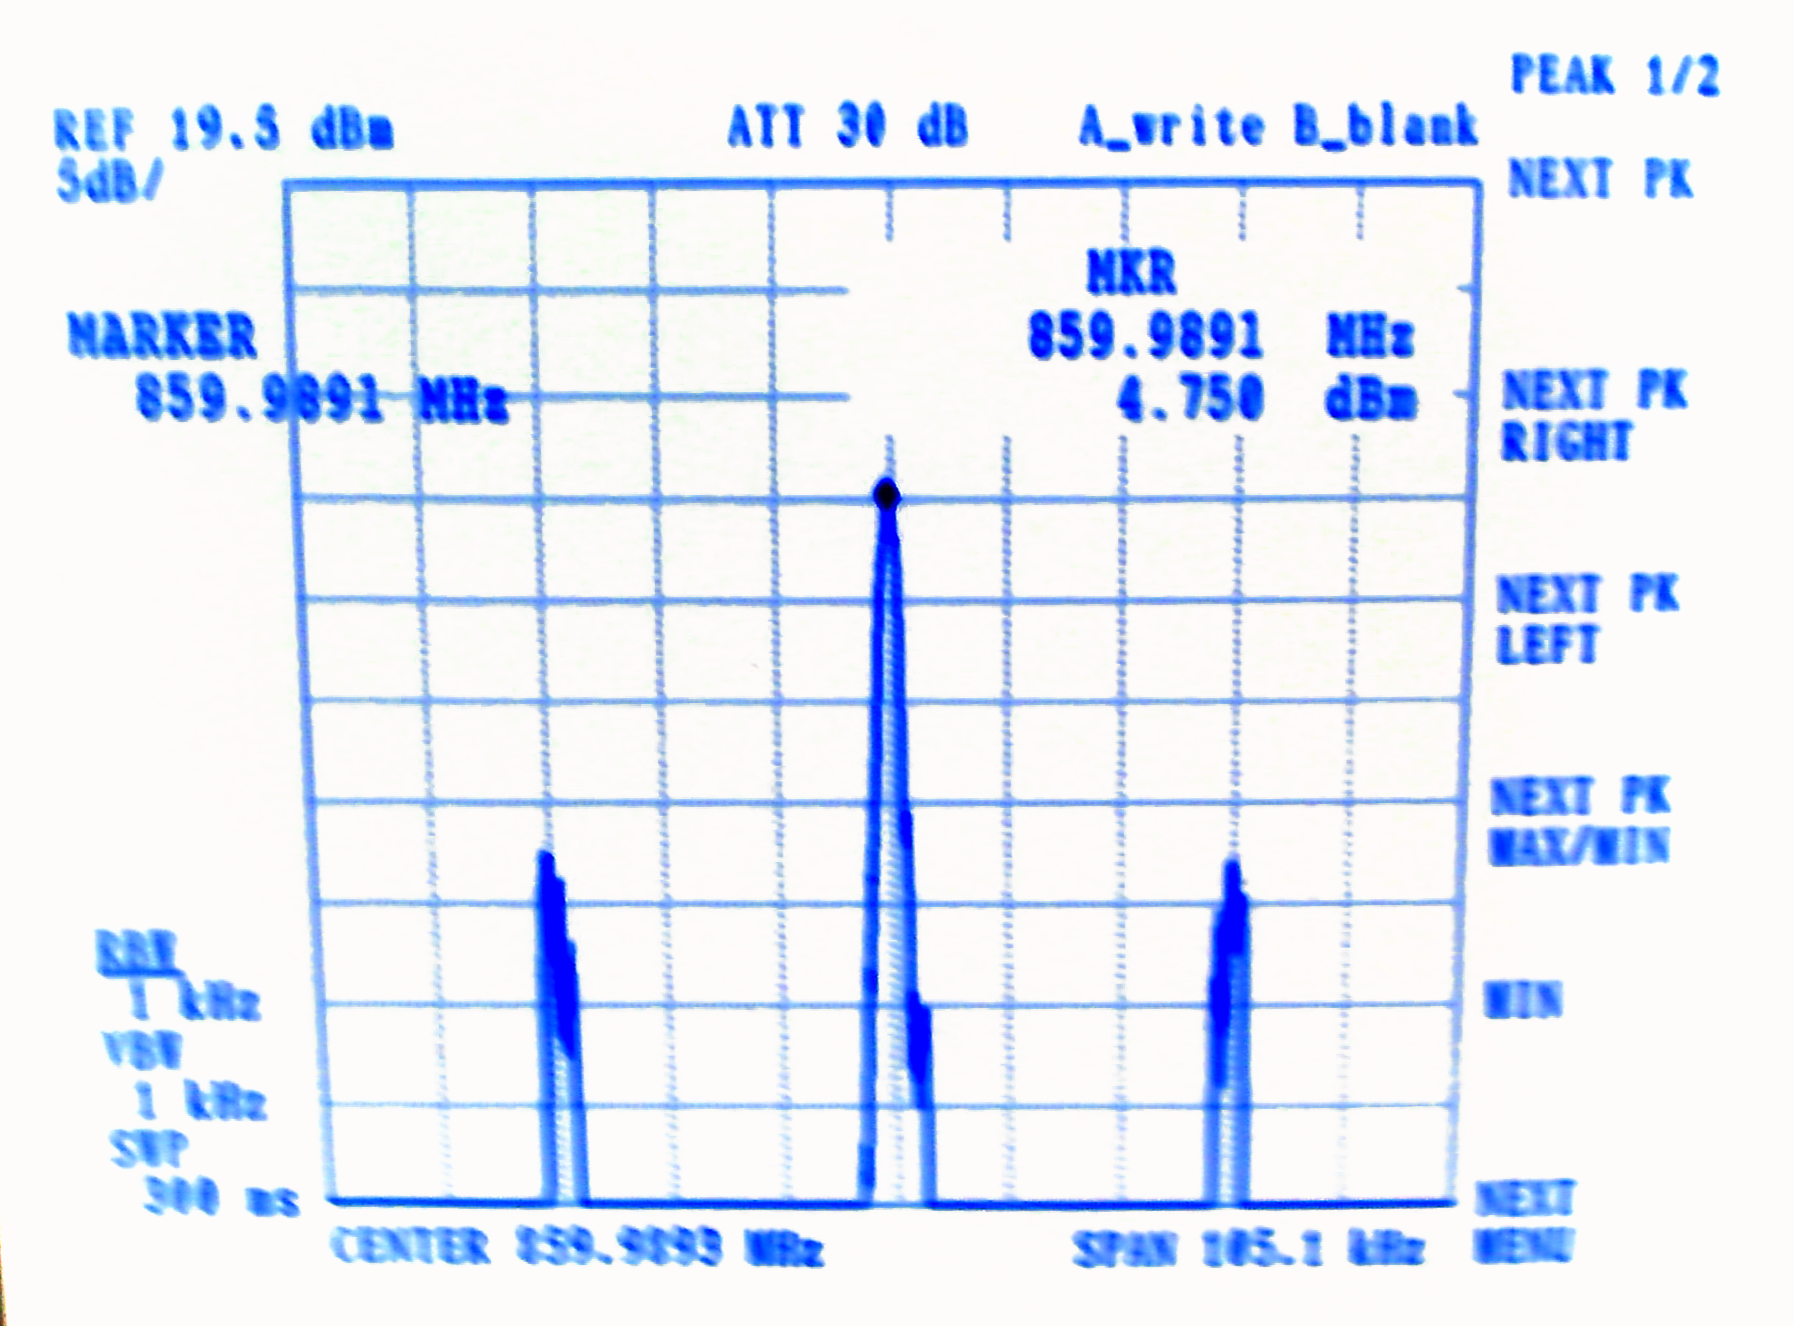 PEAK 1/2
REF 19.5 dBm ATT 30 dB A_write B_blank
5dB/
NEXT PK
MKR
MARKER
859.9891 MHz
859.9891 MHz
4.750 dBm
NEXT PK
RIGHT
NEXT PK
LEFT
NEXT PK
MAX/MIN
RBW
1 kHz
VBW
1 kHz
SWP
300 ms
MIN
CENTER 859.9893 MHz SPAN 105.1 kHz
NEXT
MENU